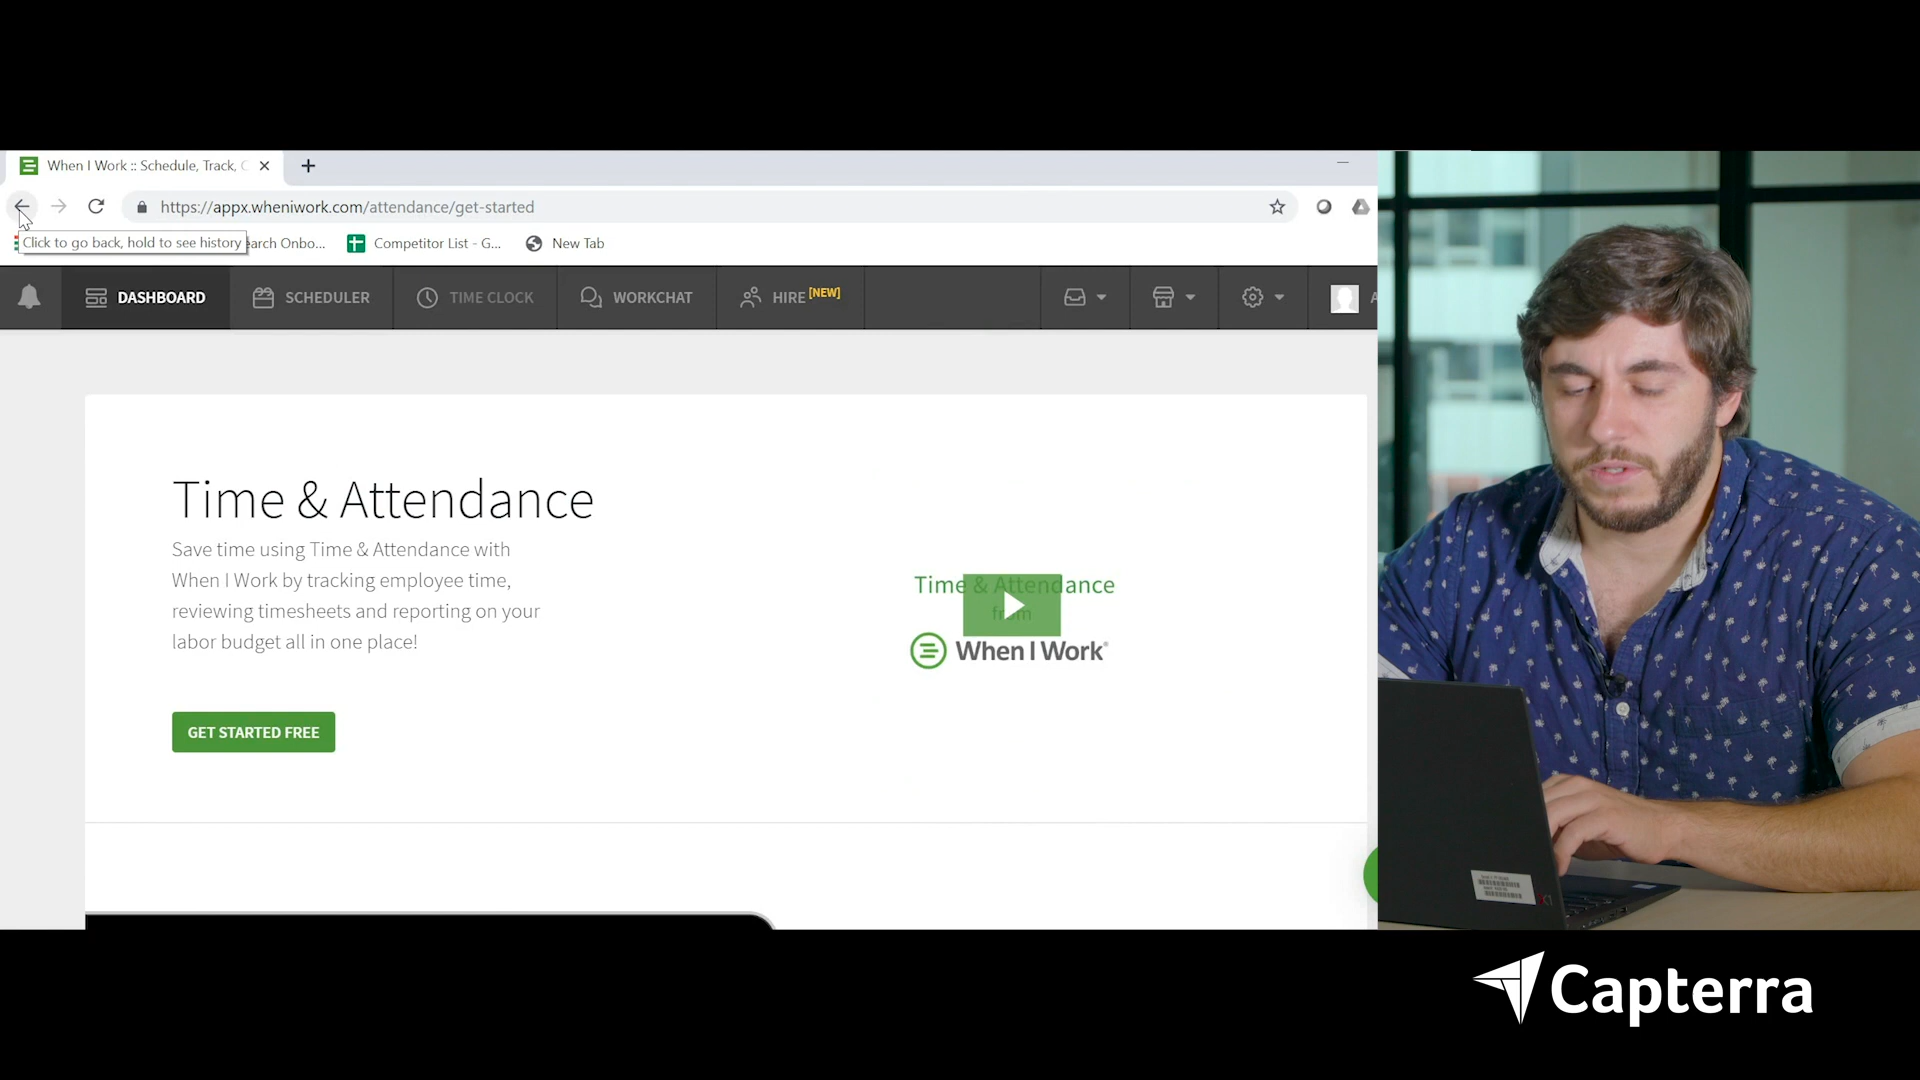 When I Work :: Schedule, Track, C
https://appx.wheniwork.com/attendance/get-started
Click to go back, hold to see history
earch Onbo...
Competitor List - G...
New Tab
DASHBOARD
SCHEDULER
TIME CLOCK
WORKCHAT
HIRE [NEW]
Time & Attendance
Save time using Time & Attendance with
When I Work by tracking employee time,
reviewing timesheets and reporting on your
labor budget all in one place!
GET STARTED FREE
Time & Attendance
from
When I Work®
Capterra